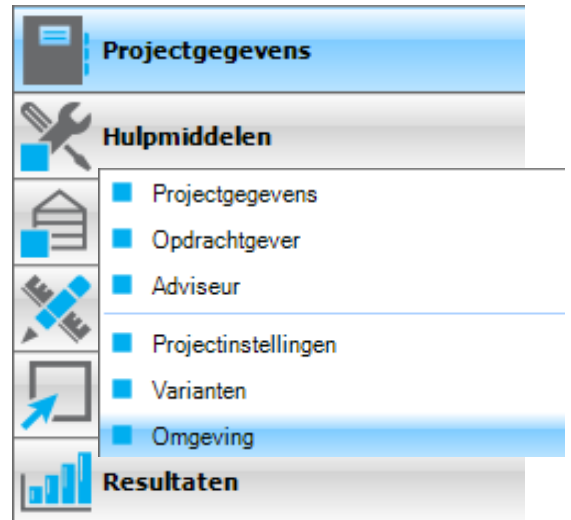 Projectgegevens
Hulpmiddelen
Projectgegevens
Opdrachtgever
Adviseur
Projectinstellingen
Varianten
Omgeving
Resultaten